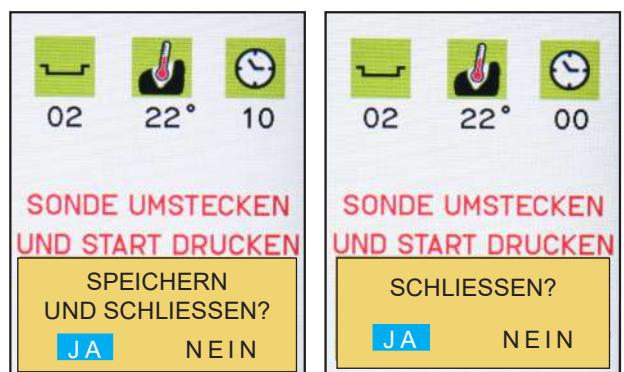 02 22° 10
SONDE UMSTECKEN
UND START DRUCKEN
SPEICHERN
UND SCHLIESSEN?
JA NEIN
02 22° 00
SONDE UMSTECKEN
UND START DRUCKEN
SCHLIESSEN?
JA NEIN